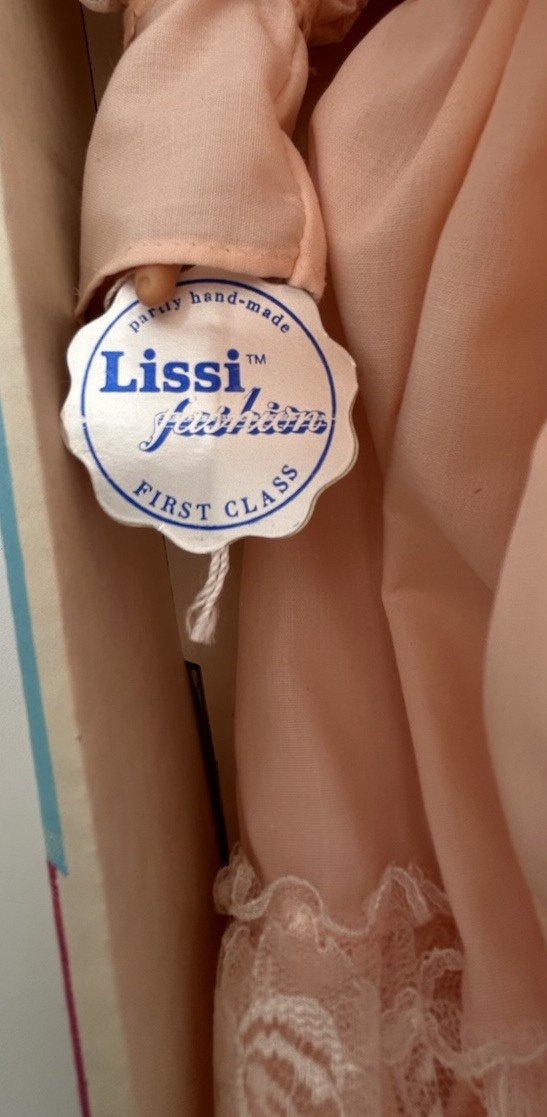 partly hand-made
Lissi™
fashion
FIRST CLASS